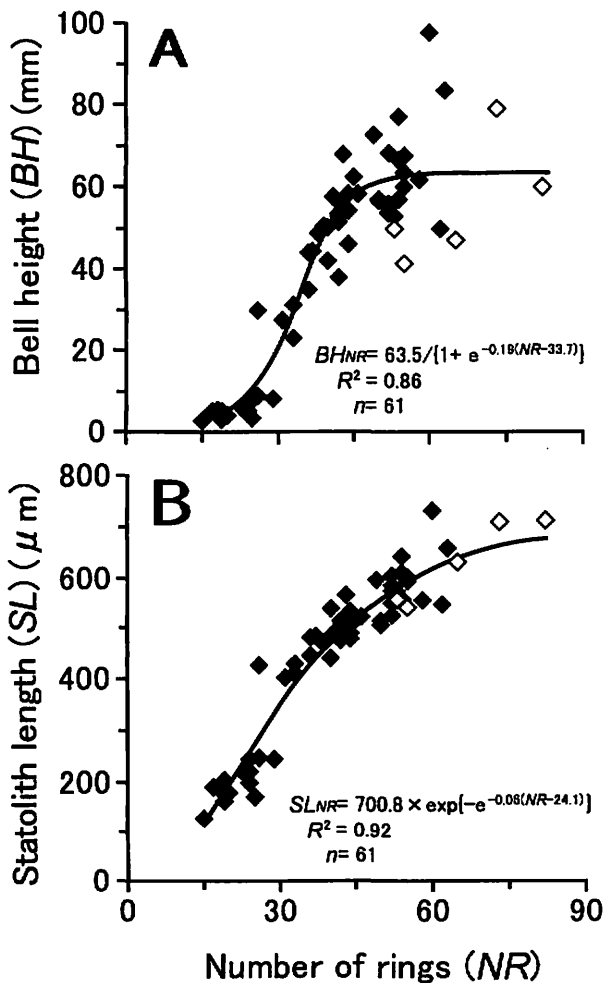 A
Bell height (BH) (mm)
100
80
60
40
20
0
BHNR= 63.5/{1+ e-0.18(NR-33.7)}
R2 = 0.86
n= 61
B
Statolith length (SL) (μm)
800
600
400
200
0
SLNR= 700.8 × exp{-e-0.06(NR-24.1)}
R2 = 0.92
n= 61
0 30 60 90
Number of rings (NR)